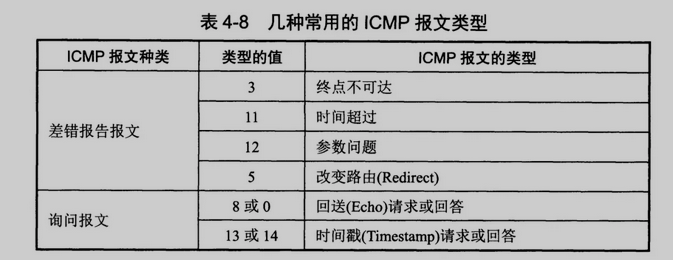 表 4-8 几种常用的 ICMP 报文类型
ICMP 报文种类 类型的值 ICMP 报文的类型
差错报告报文 3 终点不可达
11 时间超过
12 参数问题
5 改变路由(Redirect)
询问报文 8 或 0 回送(Echo)请求或回答
13 或 14 时间戳(Timestamp)请求或回答